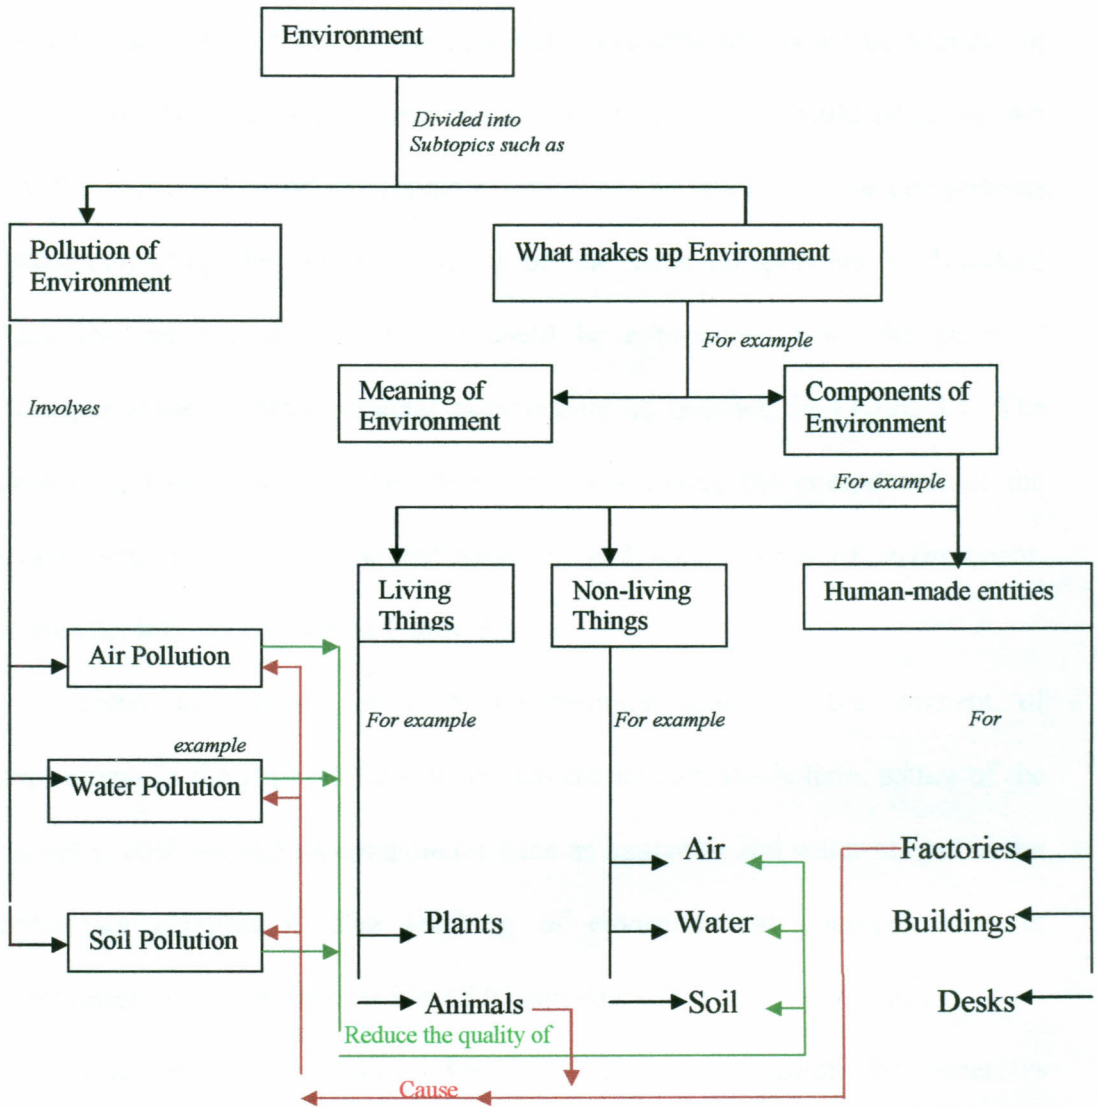 Environment
Divided into
Subtopics such as
Pollution of
Environment
What makes up Environment
For example
Involves
Meaning of
Environment
Components of
Environment
For example
Living
Things
Non-living
Things
Human-made entities
Air Pollution
For example
For example
For
example
Water Pollution
Air
Factories
Soil Pollution
Plants
Water
Buildings
Animals
Soil
Desks
Reduce the quality of
Cause